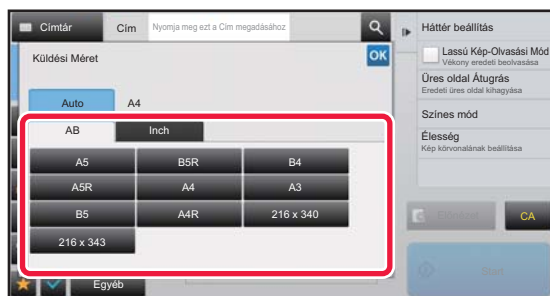 Címtár
Cím
Nyomja meg ezt a Cím megadásához
Küldési Méret
OK
Auto
A4
AB
Inch
A5
B5R
B4
A5R
A4
A3
B5
A4R
216 x 340
216 x 343
Egyéb
Háttér beállítás
Lassú Kép-Olvasási Mód
Vékony eredeti beolvasása
Üres oldal Átugrás
Eredeti üres oldal kihagyása
Színes mód
Élesség
Kép körvonalának beállítása
Előnézet
CA
Start